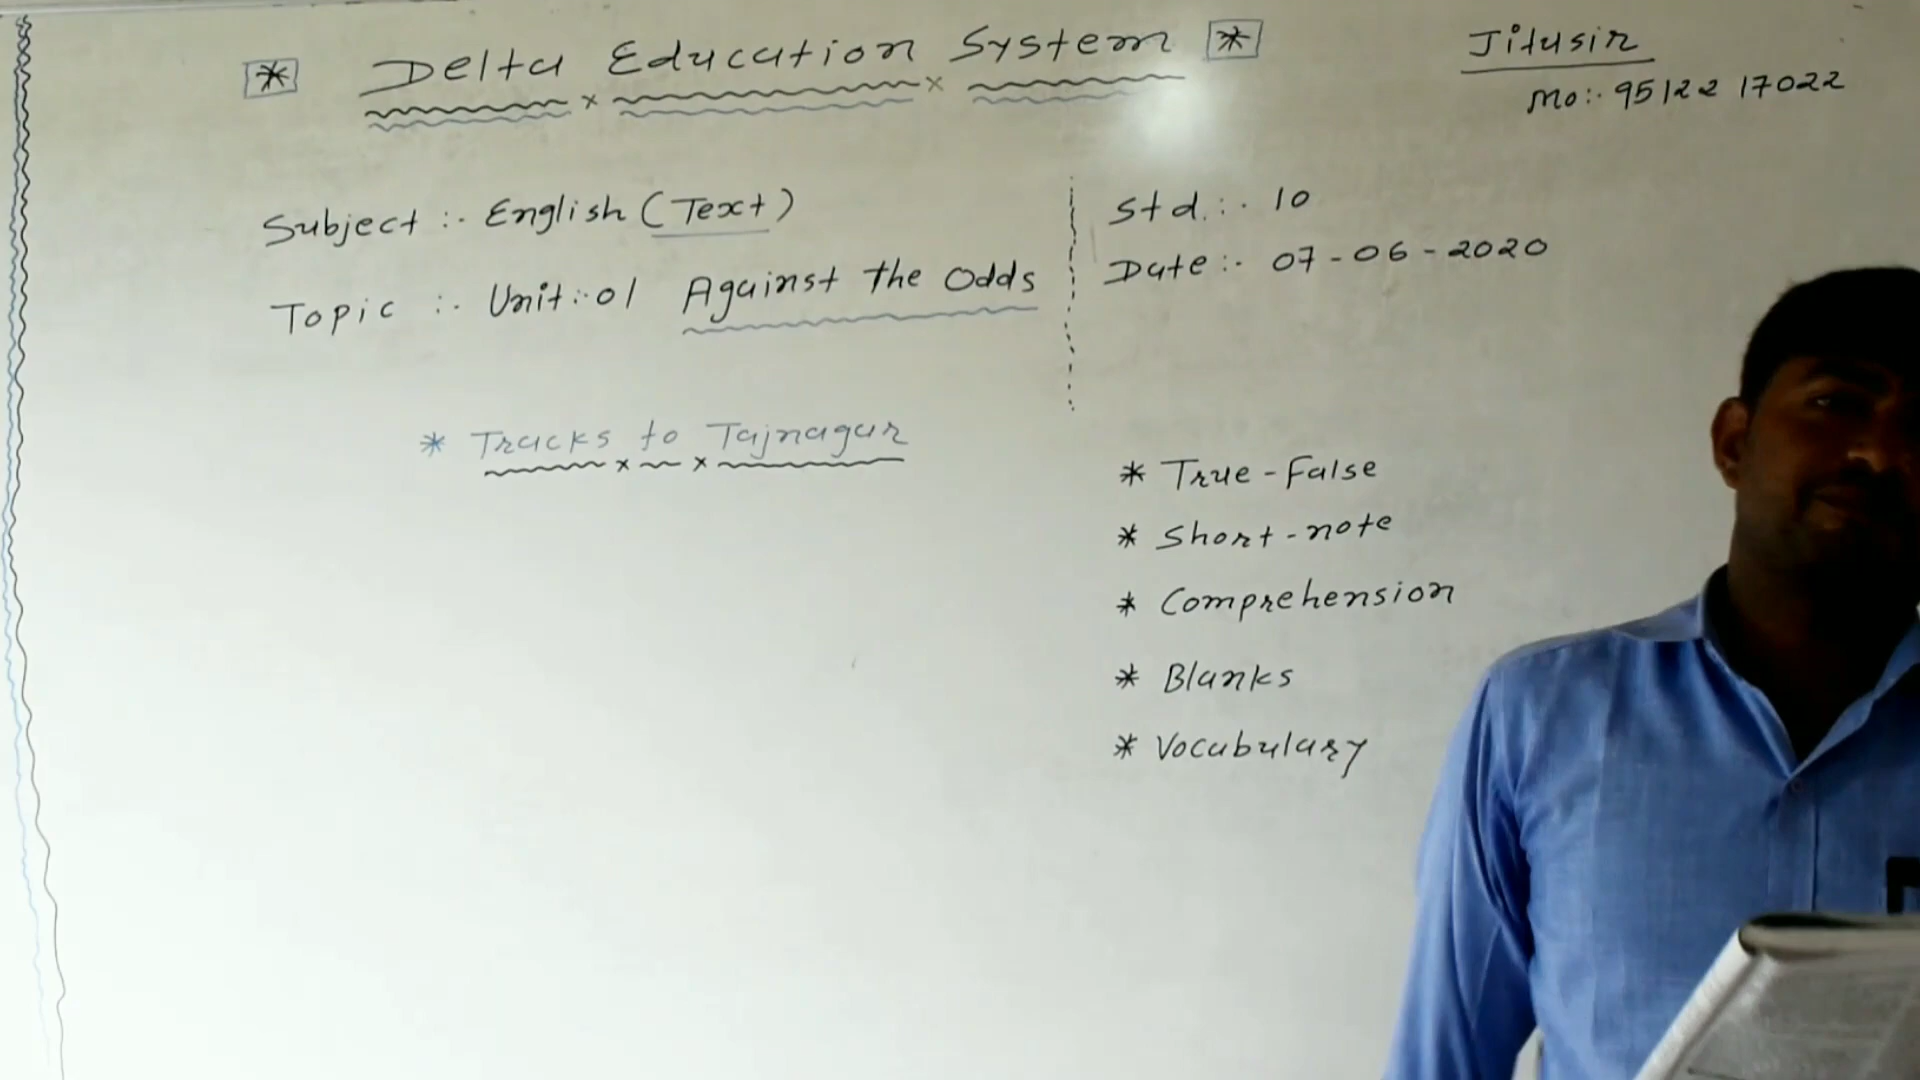 * Delta Education System *
Jitusir
Mo:- 95122 17022
Subject :- English (Text)
Topic :- Unit:-01 Against the Odds
Std. :- 10
Date :- 07-06-2020
* Tracks to Tajnagar
* True-False
* Short-note
* Comprehension
* Blanks
* Vocabulary